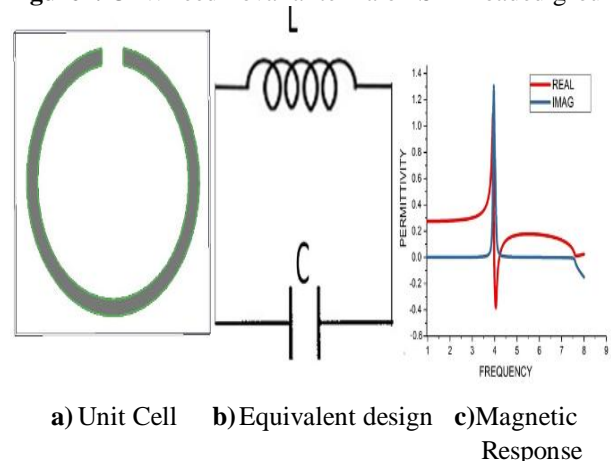 L
C
1.4
1.2
1.0
0.8
0.6
0.4
0.2
0.0
-0.2
-0.4
-0.6
PERMITTIVITY
REAL
IMAG
1 2 3 4 5 6 7 8 9
FREQUENCY
a) Unit Cell b) Equivalent design c)Magnetic
Response